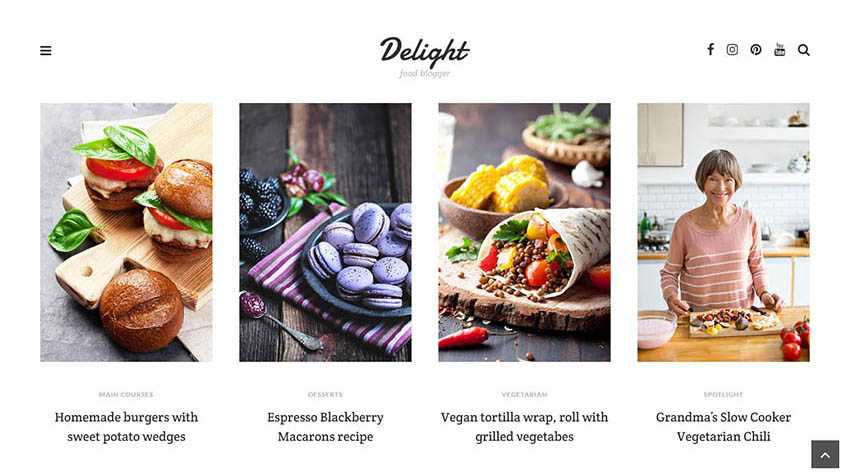 Delight
food blogger
MAIN COURSES
Homemade burgers with
sweet potato wedges
DESSERTS
Espresso Blackberry
Macarons recipe
VEGETARIAN
Vegan tortilla wrap, roll with
grilled vegetabes
SPOTLIGHT
Grandma's Slow Cooker
Vegetarian Chili